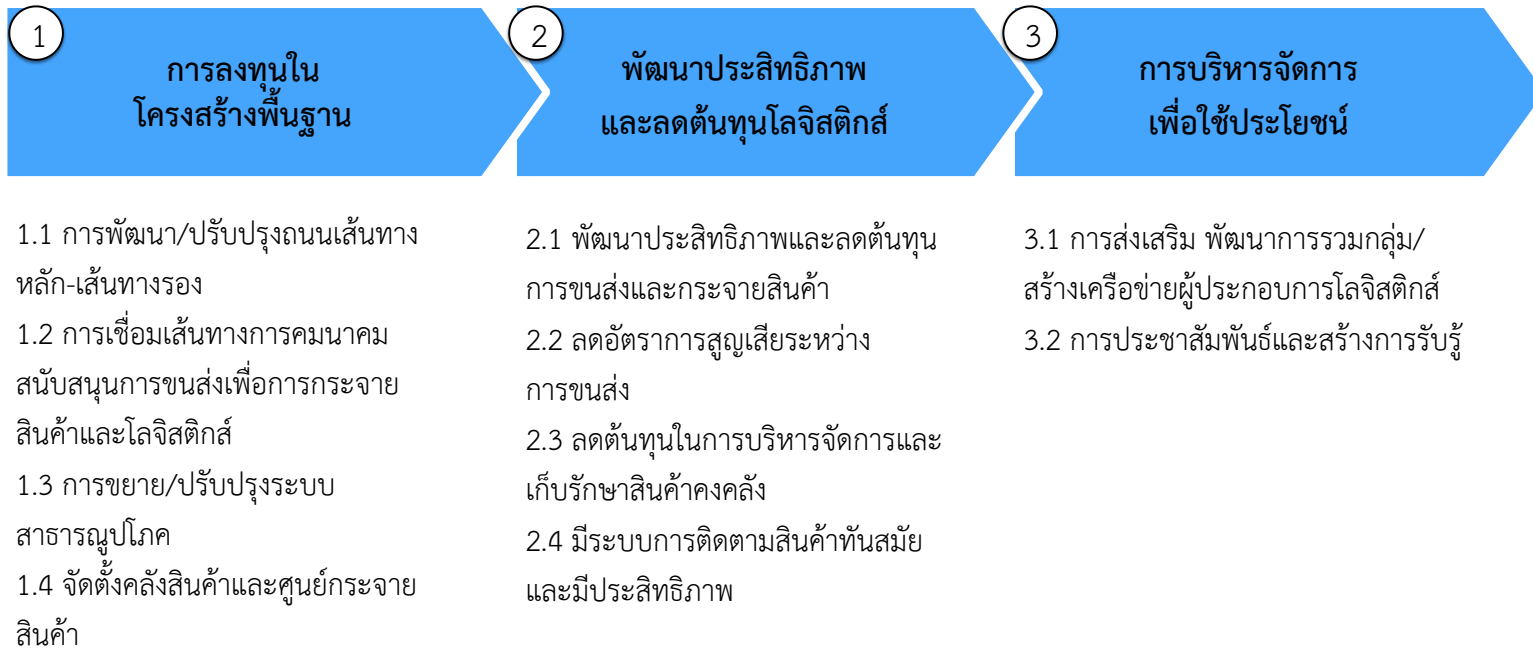 1
การลงทุนใน
โครงสร้างพื้นฐาน
1.1 การพัฒนา/ปรับปรุงถนนเส้นทาง
หลัก-เส้นทางรอง
1.2 การเชื่อมเส้นทางการคมนาคม
สนับสนุนการขนส่งเพื่อการกระจาย
สินค้าและโลจิสติกส์
1.3 การขยาย/ปรับปรุงระบบ
สาธารณูปโภค
1.4 จัดตั้งคลังสินค้าและศูนย์กระจาย
สินค้า
2
พัฒนาประสิทธิภาพ
และลดต้นทุนโลจิสติกส์
2.1 พัฒนาประสิทธิภาพและลดต้นทุน
การขนส่งและกระจายสินค้า
2.2 ลดอัตราการสูญเสียระหว่าง
การขนส่ง
2.3 ลดต้นทุนในการบริหารจัดการและ
เก็บรักษาสินค้าคงคลัง
2.4 มีระบบการติดตามสินค้าทันสมัย
และมีประสิทธิภาพ
3
การบริหารจัดการ
เพื่อใช้ประโยชน์
3.1 การส่งเสริม พัฒนาการรวมกลุ่ม/
สร้างเครือข่ายผู้ประกอบการโลจิสติกส์
3.2 การประชาสัมพันธ์และสร้างการรับรู้